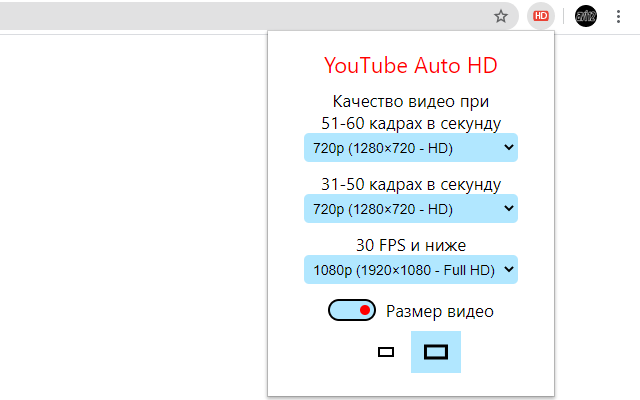 HD
YouTube Auto HD
Качество видео при
51-60 кадрах в секунду
720p (1280×720 - HD)
31-50 кадрах в секунду
720p (1280×720 - HD)
30 FPS и ниже
1080p (1920×1080 - Full HD)
Размер видео